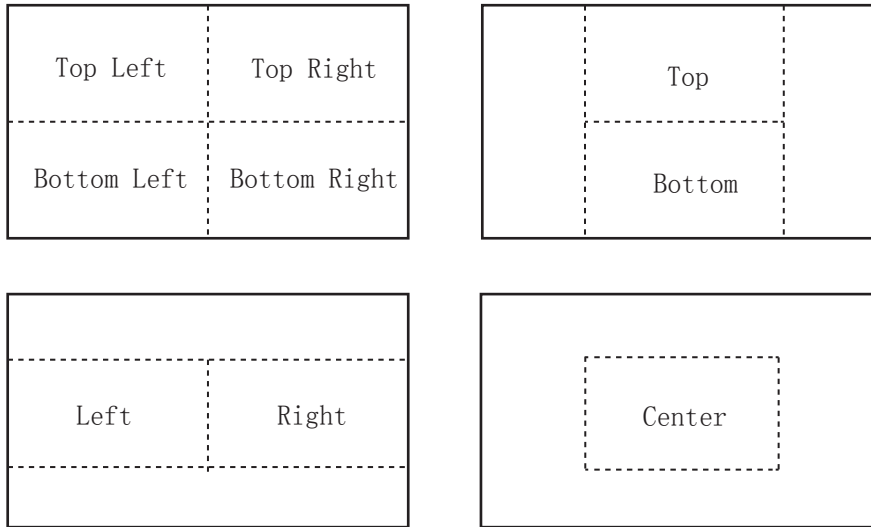 Top Left
Top Right
Top
Bottom Left
Bottom Right
Bottom
Left
Right
Center